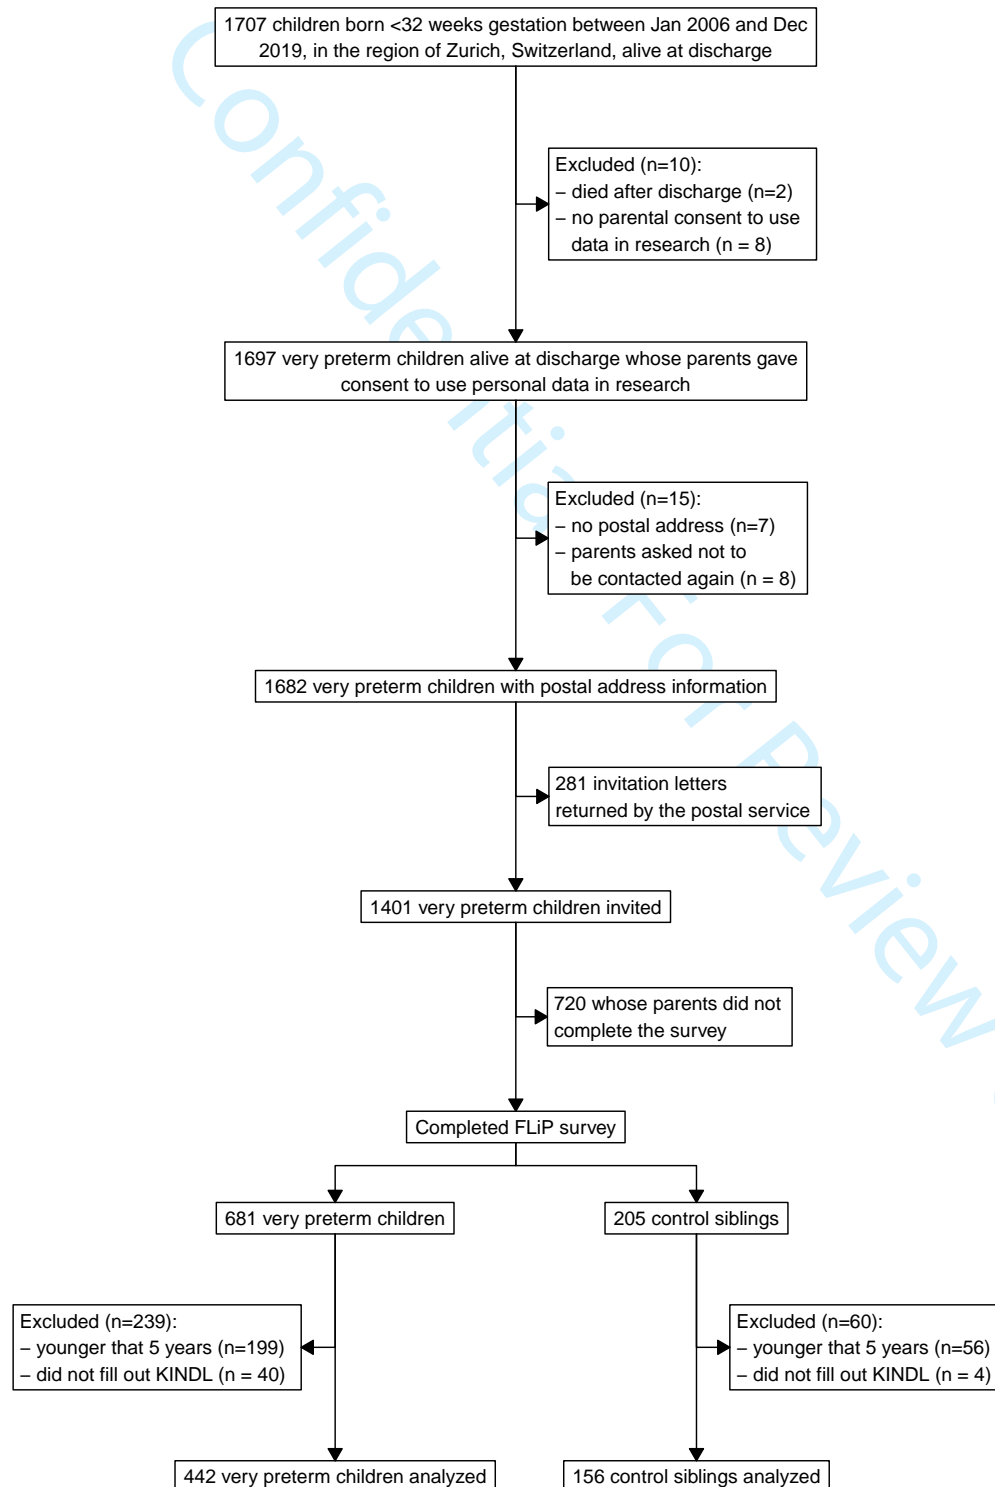 1707 children born <32 weeks gestation between Jan 2006 and Dec
2019, in the region of Zurich, Switzerland, alive at discharge
Excluded (n=10):
– died after discharge (n=2)
– no parental consent to use
data in research (n = 8)
1697 very preterm children alive at discharge whose parents gave
consent to use personal data in research
Excluded (n=15):
– no postal address (n=7)
– parents asked not to
be contacted again (n = 8)
1682 very preterm children with postal address information
281 invitation letters
returned by the postal service
1401 very preterm children invited
720 whose parents did not
complete the survey
Completed FLiP survey
681 very preterm children
205 control siblings
Excluded (n=239):
– younger that 5 years (n=199)
– did not fill out KINDL (n = 40)
Excluded (n=60):
– younger that 5 years (n=56)
– did not fill out KINDL (n = 4)
442 very preterm children analyzed
156 control siblings analyzed
Confidential: For Review